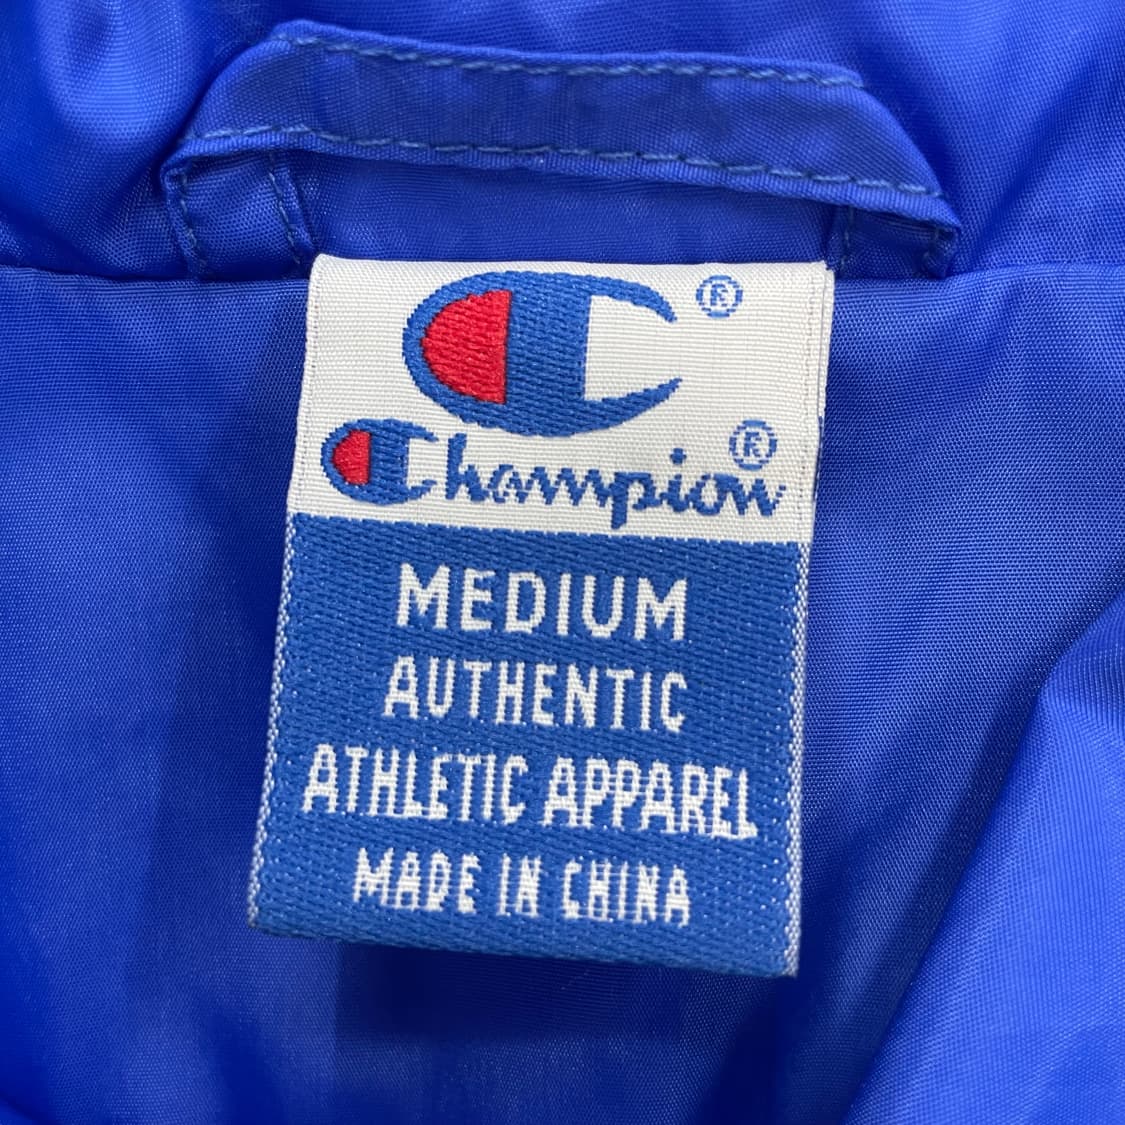 ®
Champion®
MEDIUM
AUTHENTIC
ATHLETIC APPAREL
MADE IN CHINA